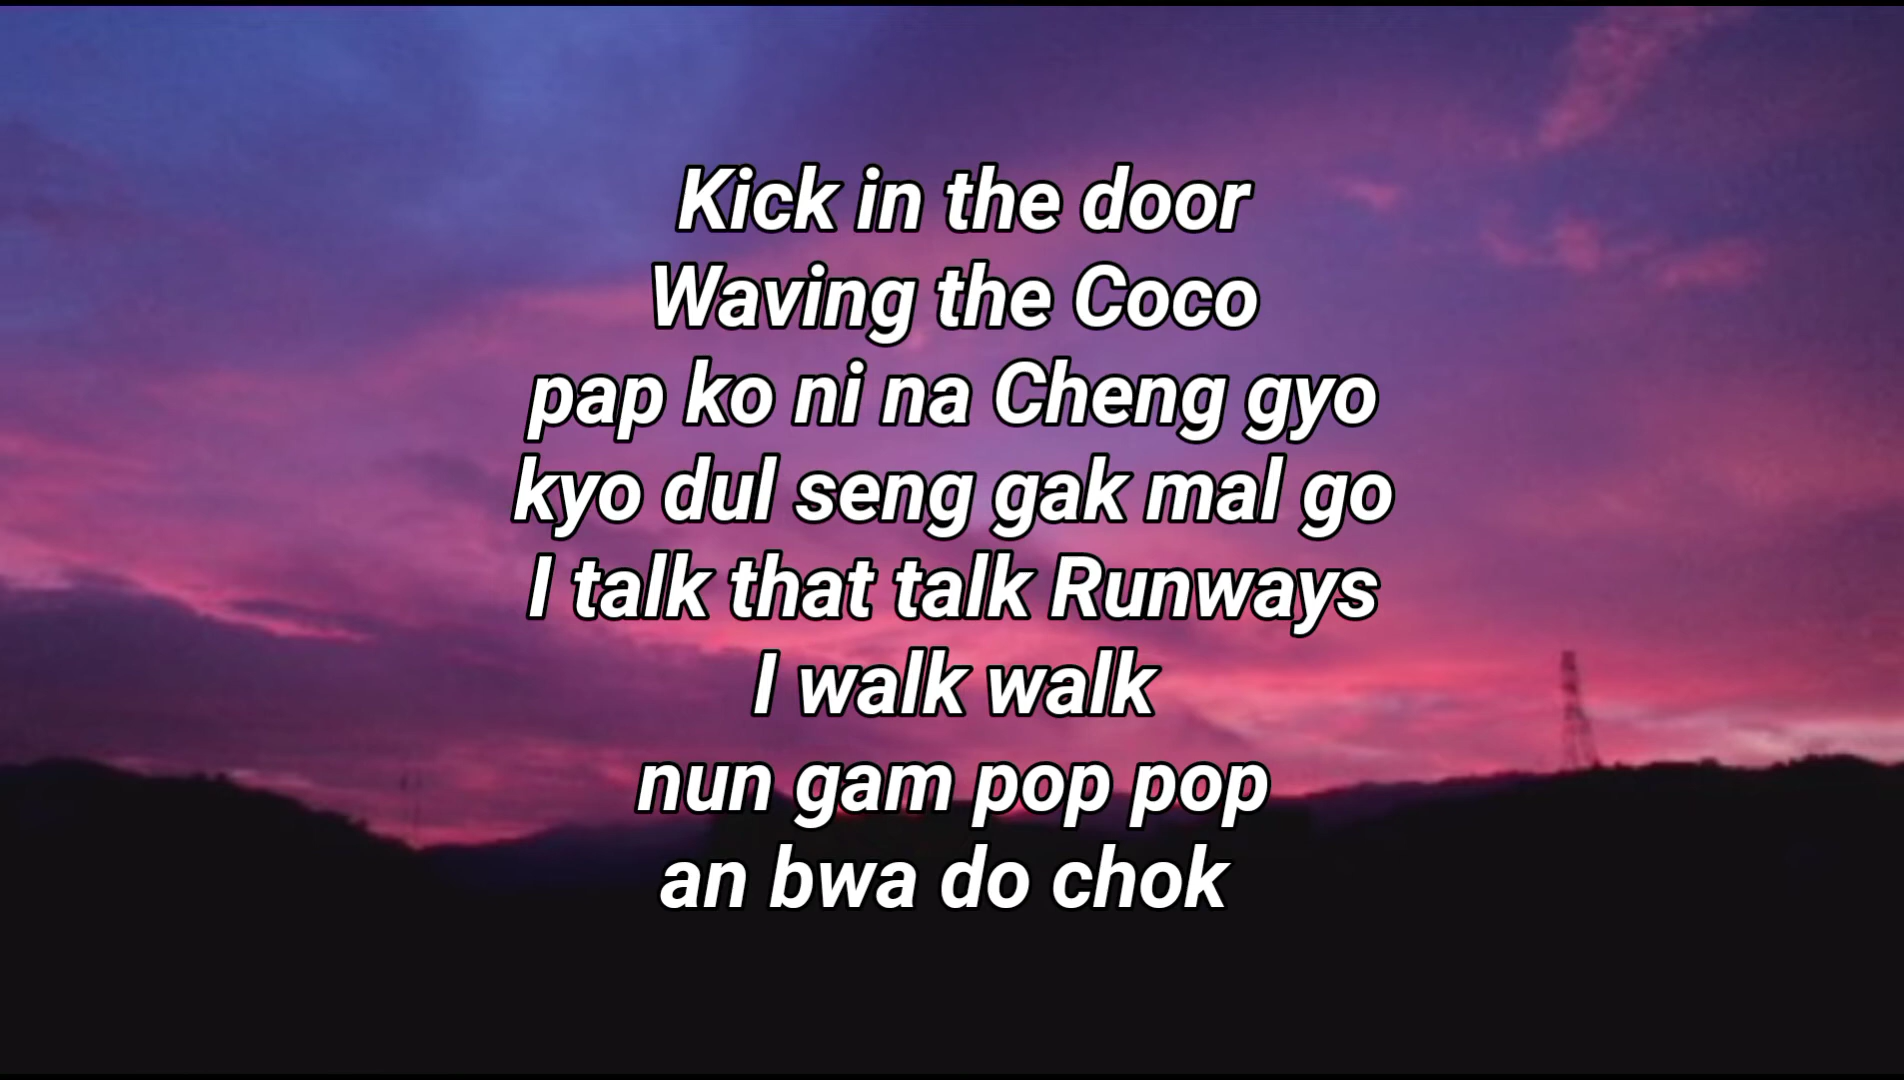 Kick in the door
Waving the Coco
pap ko ni na Cheng gyo
kyo dul seng gak mal go
I talk that talk Runways
I walk walk
nun gam pop pop
an bwa do chok